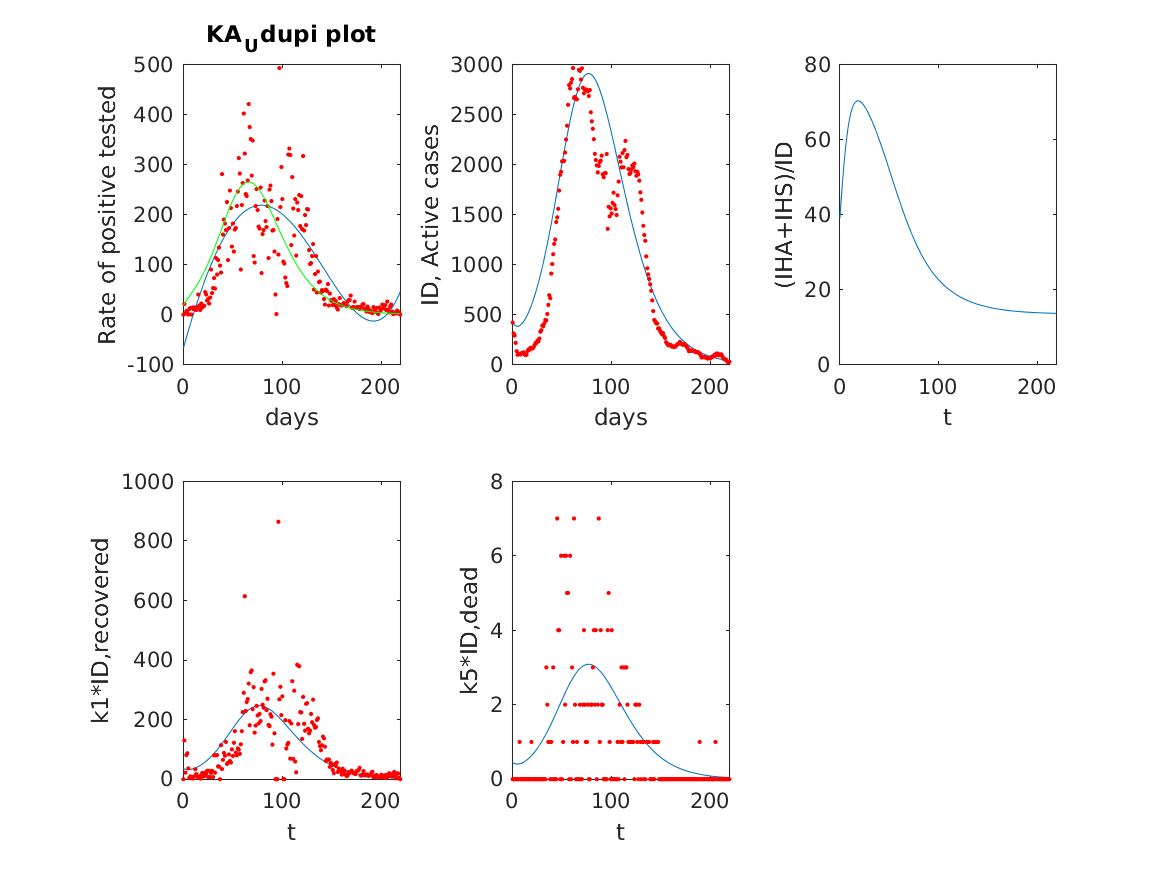 KA_Udupi plot
Rate of positive tested
500
400
300
200
100
0
-100
0 100 200
days
ID, Active cases
3000
2500
2000
1500
1000
500
0
0 100 200
days
(IHA+IHS)/ID
80
60
40
20
0
0 100 200
t
k1*ID,recovered
1000
800
600
400
200
0
0 100 200
t
k5*ID,dead
8
6
4
2
0
0 100 200
t